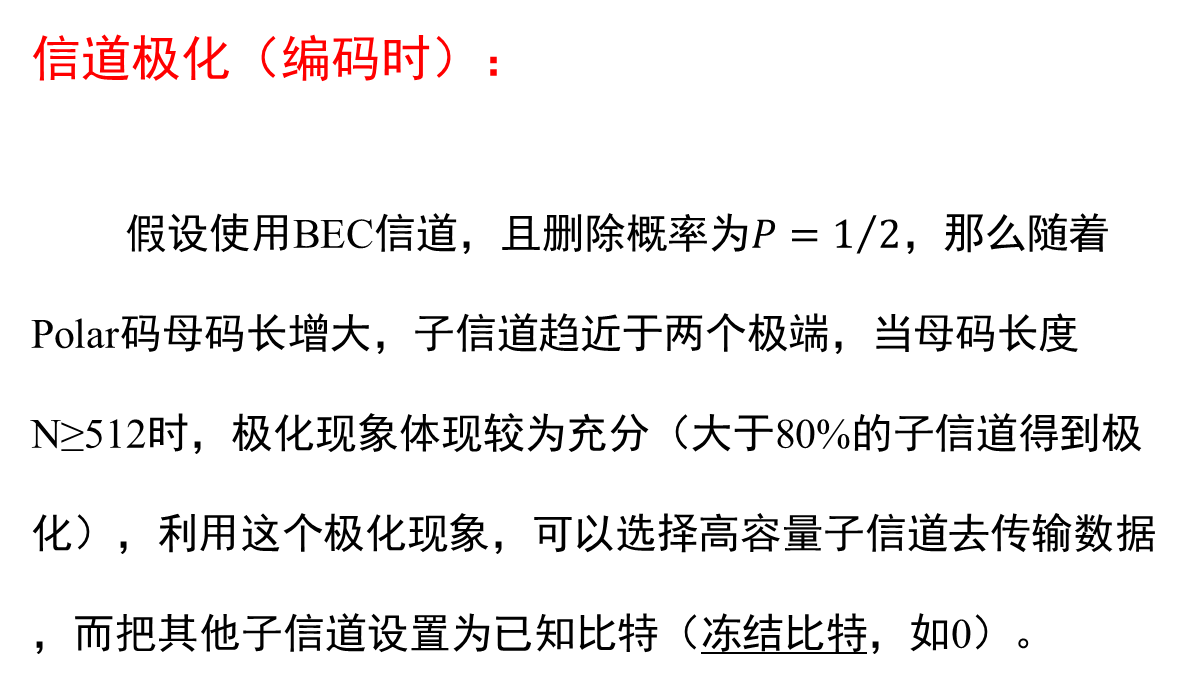 信道极化（编码时）：
假设使用BEC信道，且删除概率为P = 1/2，那么随着
Polar码母码长增大，子信道趋近于两个极端，当母码长度
N≥512时，极化现象体现较为充分（大于80%的子信道得到极
化），利用这个极化现象，可以选择高容量子信道去传输数据
，而把其他子信道设置为已知比特（冻结比特，如0）。